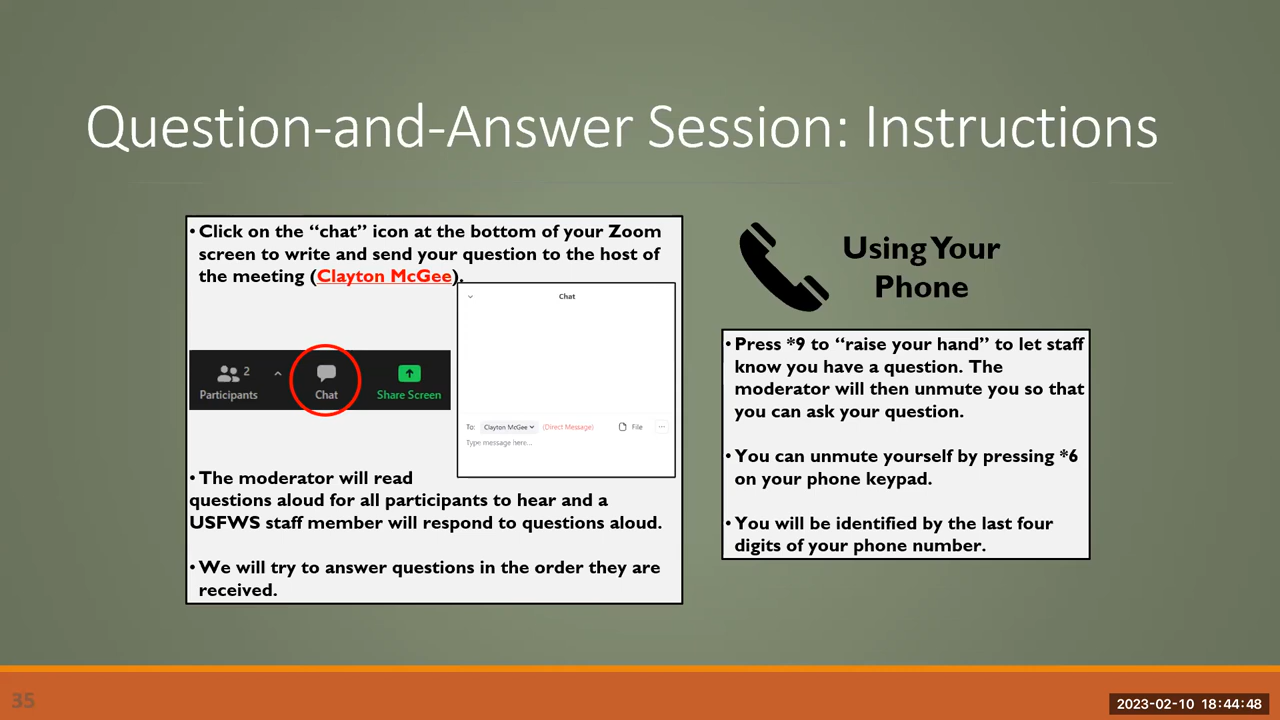 Question-and-Answer Session: Instructions
• Click on the “chat” icon at the bottom of your Zoom
screen to write and send your question to the host of
the meeting (Clayton McGee).
2
Participants
Chat
Share Screen
Chat
To: Clayton McGee (Direct Message) File ...
Type message here...
• The moderator will read
questions aloud for all participants to hear and a
USFWS staff member will respond to questions aloud.
• We will try to answer questions in the order they are
received.
Using Your
Phone
• Press *9 to “raise your hand” to let staff
know you have a question. The
moderator will then unmute you so that
you can ask your question.
• You can unmute yourself by pressing *6
on your phone keypad.
• You will be identified by the last four
digits of your phone number.
35
2023-02-10 18:44:48